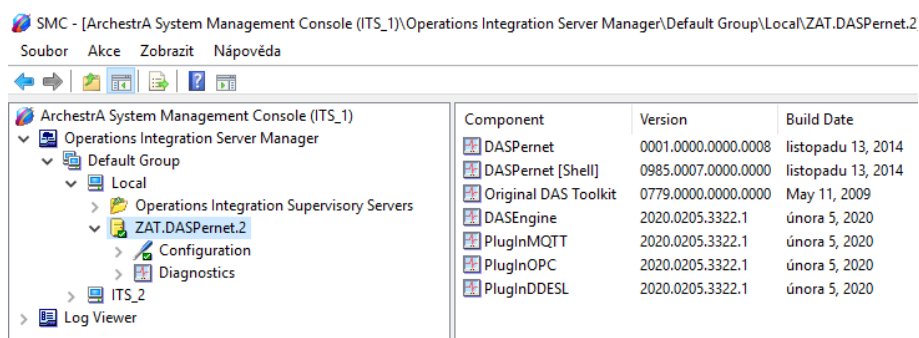 SMC - [ArchestrA System Management Console (ITS_1)\Operations Integration Server Manager\Default Group\Local\ZAT.DASPernet.2
Soubor Akce Zobrazit Nápověda
ArchestrA System Management Console (ITS_1)
Operations Integration Server Manager
Default Group
Local
Operations Integration Supervisory Servers
ZAT.DASPernet.2
Configuration
Diagnostics
ITS_2
Log Viewer
Component Version Build Date
DASPernet 0001.0000.0000.0008 listopadu 13, 2014
DASPernet [Shell] 0985.0007.0000.0000 listopadu 13, 2014
Original DAS Toolkit 0779.0000.0000.0000 May 11, 2009
DASEngine 2020.0205.3322.1 února 5, 2020
PlugInMQTT 2020.0205.3322.1 února 5, 2020
PlugInOPC 2020.0205.3322.1 února 5, 2020
PlugInDDESL 2020.0205.3322.1 února 5, 2020